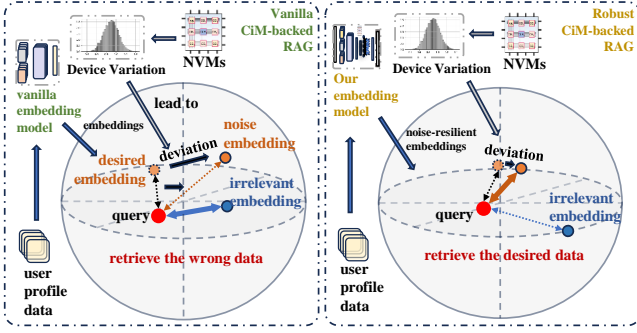 Vanilla
CiM-backed
RAG
NVMs
Device Variation
vanilla
embedding
model
lead to
embeddings
deviation
noise
embedding
desired
embedding
irrelevant
embedding
query
user
profile
data
retrieve the wrong data
Robust
CiM-backed
RAG
NVMs
Device Variation
Our
embedding
model
noise-resilient
embeddings
deviation
query
irrelevant
embedding
user
profile
data
retrieve the desired data